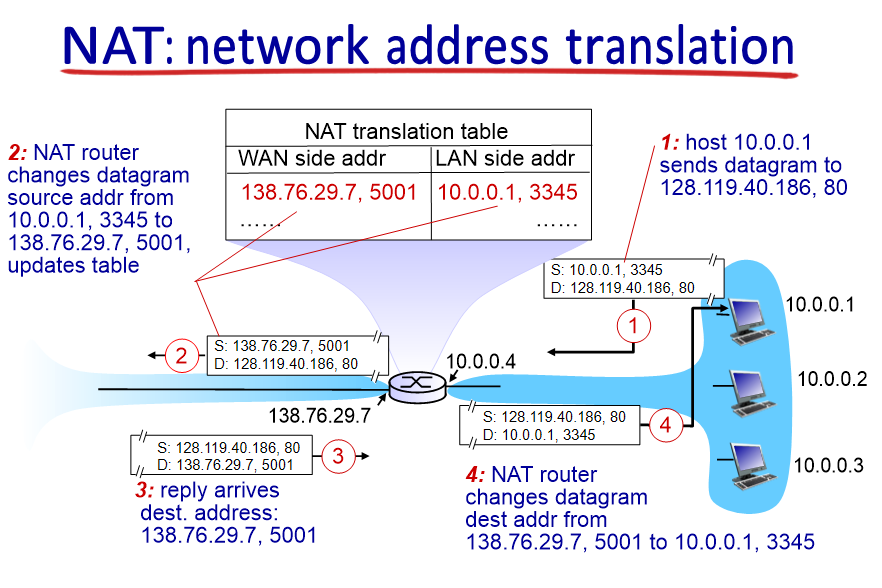 NAT: network address translation
NAT translation table
WAN side addr LAN side addr
138.76.29.7, 5001 10.0.0.1, 3345
…… ……
2: NAT router
changes datagram
source addr from
10.0.0.1, 3345 to
138.76.29.7, 5001,
updates table
1: host 10.0.0.1
sends datagram to
128.119.40.186, 80
S: 10.0.0.1, 3345
D: 128.119.40.186, 80
1
10.0.0.1
S: 138.76.29.7, 5001
D: 128.119.40.186, 80
2
10.0.0.4
10.0.0.2
138.76.29.7
S: 128.119.40.186, 80
D: 10.0.0.1, 3345
4
S: 128.119.40.186, 80
D: 138.76.29.7, 5001
3
10.0.0.3
3: reply arrives
dest. address:
138.76.29.7, 5001
4: NAT router
changes datagram
dest addr from
138.76.29.7, 5001 to 10.0.0.1, 3345